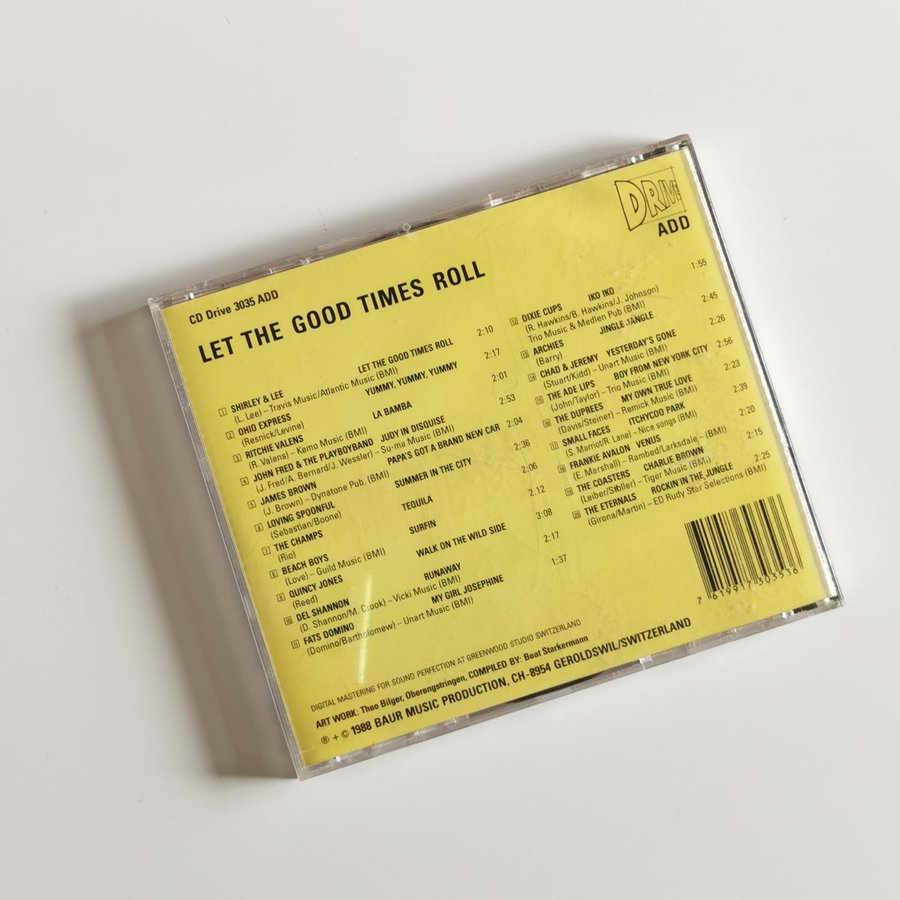 CD Drive 3035 ADD
DRIVE
ADD
LET THE GOOD TIMES ROLL
1 SHIRLEY & LEE LET THE GOOD TIMES ROLL 2:10
(L. Lee) – Travis Music/Atlantic Music (BMI)
2 OHIO EXPRESS YUMMY, YUMMY, YUMMY 2:17
(Resnick/Levine)
3 RITCHIE VALENS LA BAMBA 2:01
(R. Valens) – Kemo Music (BMI)
4 JOHN FRED & THE PLAYBOYBAND JUDY IN DISQUISE 2:53
(J. Fred/A. Bernard/J. Wessler) – Su-ma Music (BMI)
5 JAMES BROWN PAPA'S GOT A BRAND NEW CAR 2:04
(J. Brown) – Dynatone Pub. (BMI)
6 LOVING SPOONFUL SUMMER IN THE CITY 2:36
(Sebastian/Boone)
7 THE CHAMPS TEQUILA 2:06
(Rio)
8 BEACH BOYS SURFIN 2:12
(Love) – Guild Music (BMI)
9 QUINCY JONES WALK ON THE WILD SIDE 3:08
(Reed)
10 DEL SHANNON RUNAWAY 2:17
(D. Shannon/M. Crook) – Vicki Music (BMI)
11 FATS DOMINO MY GIRL JOSEPHINE 1:37
(Domino/Bartholomew) – Unart Music (BMI)
12 DIXIE CUPS IKO IKO 1:55
(R. Hawkins/B. Hawkins/J. Johnson)
Trio Music & Medlen Pub (BMI)
13 ARCHIES JINGLE JANGLE 2:45
(Barry)
14 CHAD & JEREMY YESTERDAY'S GONE 2:26
(Stuart/Kidd) – Unart Music (BMI)
15 THE ADE LIPS BOY FROM NEW YORK CITY 2:56
(John/Taylor) – Trio Music (BMI)
16 THE DUPREES MY OWN TRUE LOVE 2:23
(Davis/Steiner) – Remick Music (BMI)
17 SMALL FACES ITCHYCOO PARK 2:39
(S. Marriot/R. Lane) – Nice songs (BMI)
18 FRANKIE AVALON VENUS 2:20
(E. Marshall) – Rambed/Larksdale – (BMI)
19 THE COASTERS CHARLIE BROWN 2:15
(Leiber/Stoller) – Tiger Music (BMI)
20 THE ETERNALS ROCKIN IN THE JUNGLE 2:25
(Girona/Martin) – ED Rudy Star Selections (BMI)
7 619917 303536
DIGITAL MASTERING FOR SOUND PERFECTION AT GREENWOOD STUDIO SWITZERLAND
ART WORK. Theo Bilger, Oberengstringen, COMPILED BY: Beat Starkermann
℗ + © 1988 BAUR MUSIC PRODUCTION, CH-8954 GEROLDSWIL/SWITZERLAND